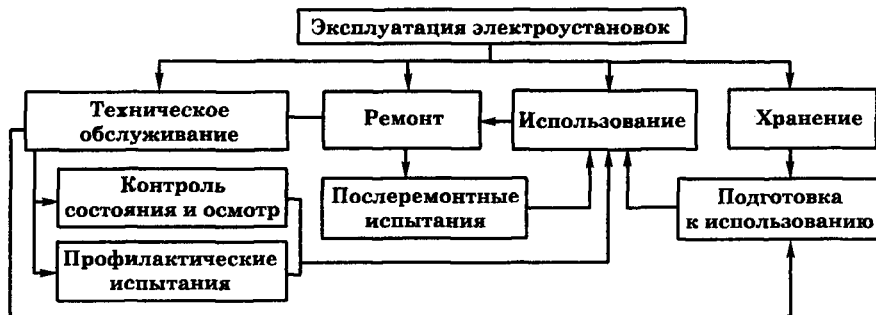 Эксплуатация электроустановок
Техническое
обслуживание
Ремонт
Использование
Хранение
Контроль
состояния и осмотр
Послеремонтные
испытания
Подготовка
к использованию
Профилактические
испытания